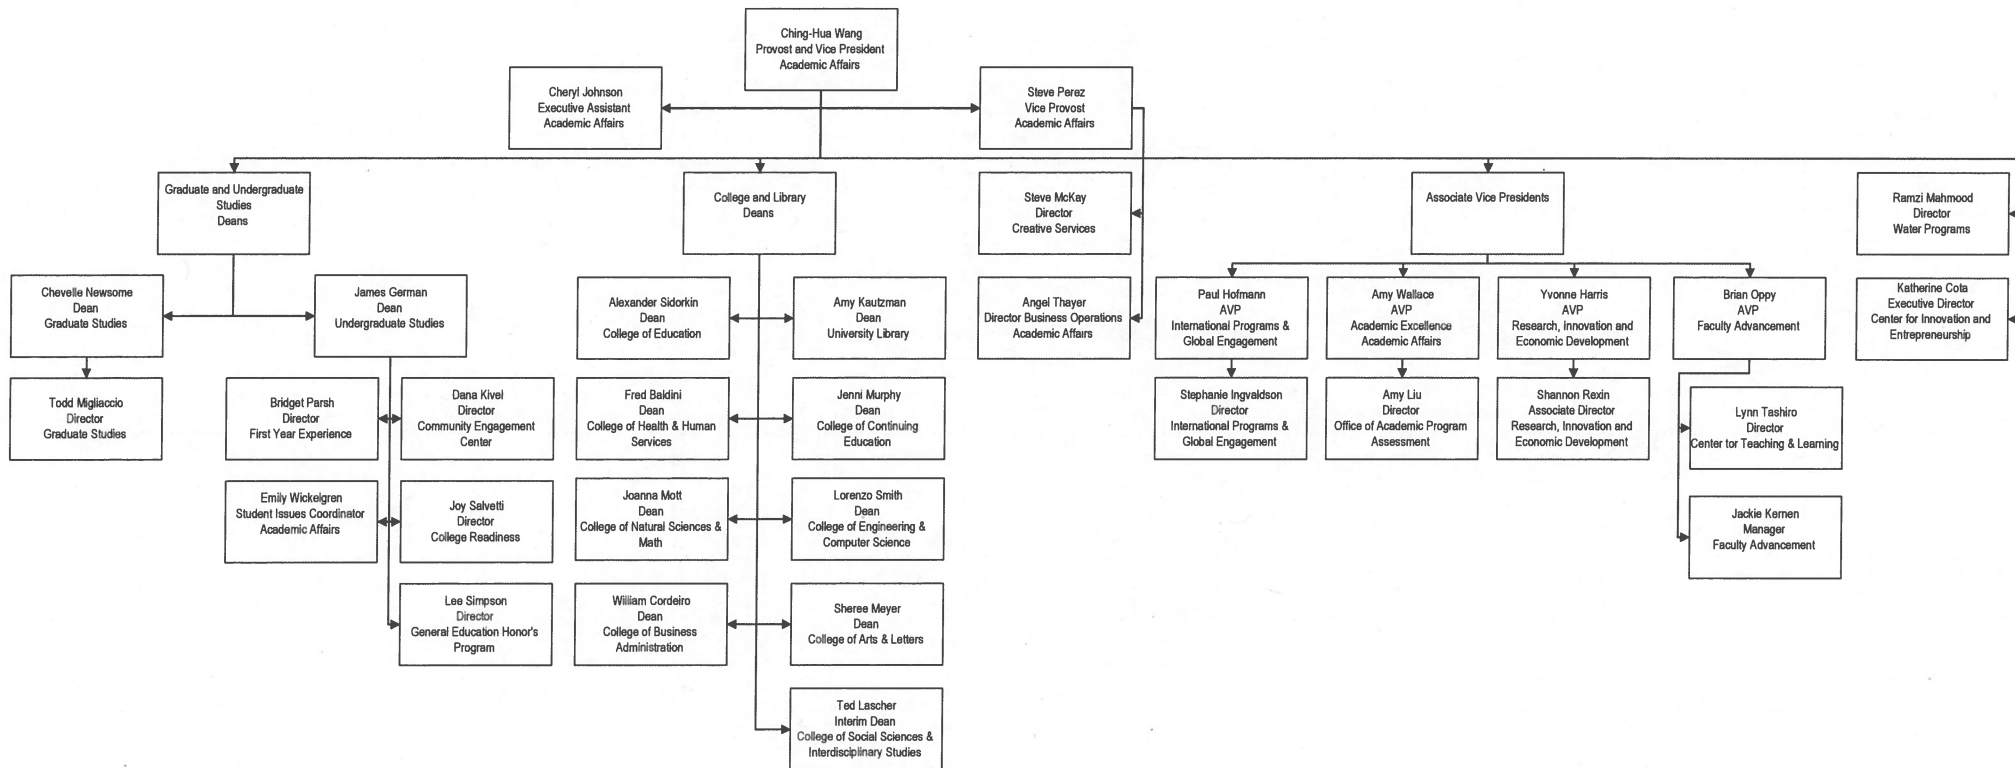 Ching-Hua Wang
Provost and Vice President
Academic Affairs
Cheryl Johnson
Executive Assistant
Academic Affairs
Steve Perez
Vice Provost
Academic Affairs
Graduate and Undergraduate
Studies
Deans
College and Library
Deans
Steve McKay
Director
Creative Services
Associate Vice Presidents
Ramzi Mahmood
Director
Water Programs
Chevelle Newsome
Dean
Graduate Studies
James German
Dean
Undergraduate Studies
Alexander Sidorkin
Dean
College of Education
Amy Kautzman
Dean
University Library
Angel Thayer
Director Business Operations
Academic Affairs
Paul Hofmann
AVP
International Programs &
Global Engagement
Amy Wallace
AVP
Academic Excellence
Academic Affairs
Yvonne Harris
AVP
Research, Innovation and
Economic Development
Brian Oppy
AVP
Faculty Advancement
Katherine Cota
Executive Director
Center for Innovation and
Entrepreneurship
Todd Migliaccio
Director
Graduate Studies
Bridget Parsh
Director
First Year Experience
Dana Kivel
Director
Community Engagement
Center
Fred Baldini
Dean
College of Health & Human
Services
Jenni Murphy
Dean
College of Continuing
Education
Stephanie Ingvaldson
Director
International Programs &
Global Engagement
Amy Liu
Director
Office of Academic Program
Assessment
Shannon Rexin
Associate Director
Research, Innovation and
Economic Development
Lynn Tashiro
Director
Center for Teaching & Learning
Emily Wickelgren
Student Issues Coordinator
Academic Affairs
Joy Salvetti
Director
College Readiness
Joanna Mott
Dean
College of Natural Sciences &
Math
Lorenzo Smith
Dean
College of Engineering &
Computer Science
Jackie Kernen
Manager
Faculty Advancement
Lee Simpson
Director
General Education Honor's
Program
William Cordeiro
Dean
College of Business
Administration
Sheree Meyer
Dean
College of Arts & Letters
Ted Lascher
Interim Dean
College of Social Sciences &
Interdisciplinary Studies